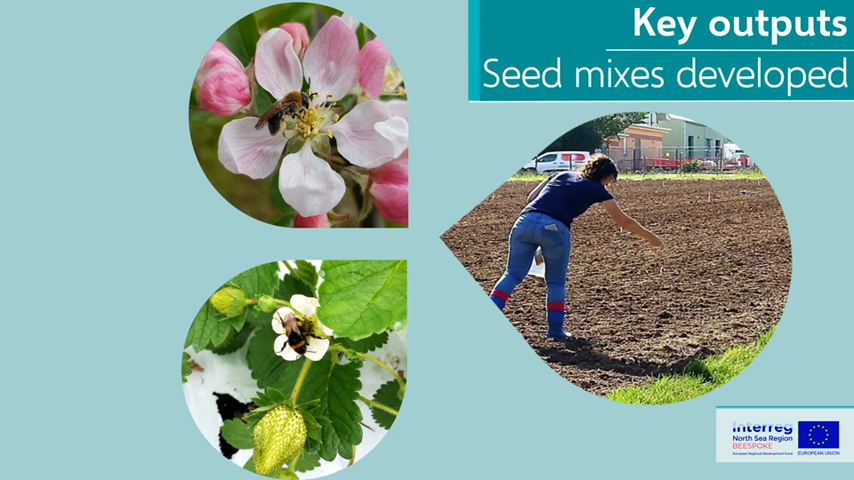 Key outputs
Seed mixes developed
Interreg
North Sea Region
BEESPOKE
European Regional Development Fund
EUROPEAN UNION